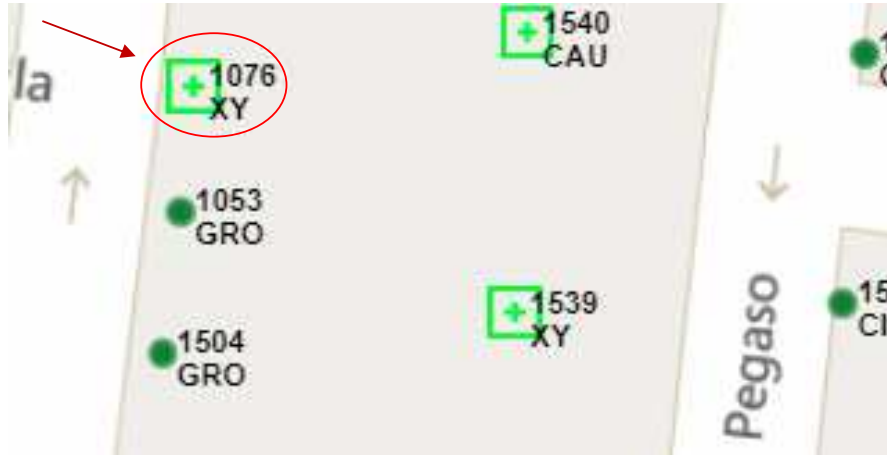 la
1076
XY
1540
CAU
1053
GRO
1504
GRO
1539
XY
Pegaso